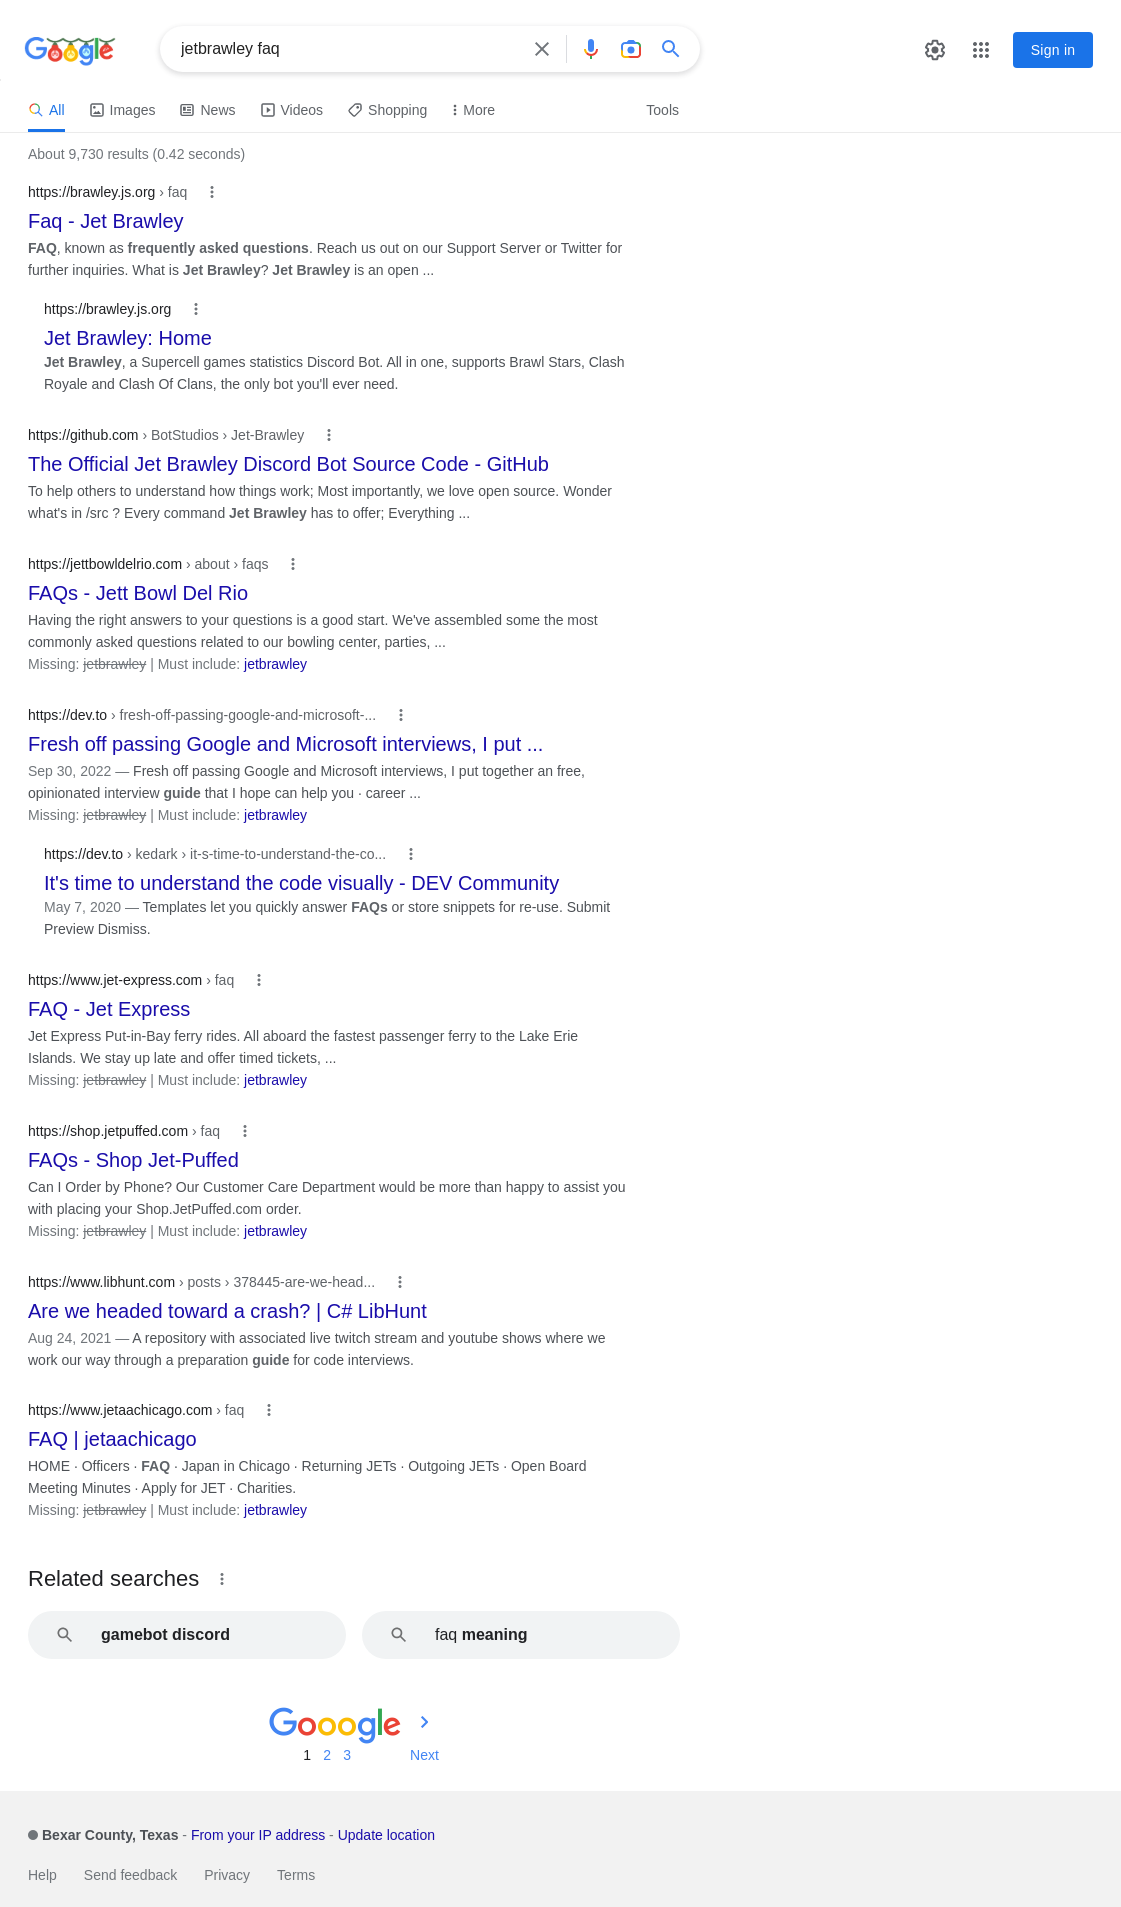 Google
jetbrawley faq
Sign in
All
Images
News
Videos
Shopping
More
Tools
About 9,730 results (0.42 seconds)
https://brawley.js.org › faq
Faq - Jet Brawley
FAQ, known as frequently asked questions. Reach us out on our Support Server or Twitter for
further inquiries. What is Jet Brawley? Jet Brawley is an open ...
https://brawley.js.org
Jet Brawley: Home
Jet Brawley, a Supercell games statistics Discord Bot. All in one, supports Brawl Stars, Clash
Royale and Clash Of Clans, the only bot you'll ever need.
https://github.com › BotStudios › Jet-Brawley
The Official Jet Brawley Discord Bot Source Code - GitHub
To help others to understand how things work; Most importantly, we love open source. Wonder
what's in /src ? Every command Jet Brawley has to offer; Everything ...
https://jettbowldelrio.com › about › faqs
FAQs - Jett Bowl Del Rio
Having the right answers to your questions is a good start. We've assembled some the most
commonly asked questions related to our bowling center, parties, ...
Missing: jetbrawley | Must include: jetbrawley
https://dev.to › fresh-off-passing-google-and-microsoft-...
Fresh off passing Google and Microsoft interviews, I put ...
Sep 30, 2022 — Fresh off passing Google and Microsoft interviews, I put together an free,
opinionated interview guide that I hope can help you · career ...
Missing: jetbrawley | Must include: jetbrawley
https://dev.to › kedark › it-s-time-to-understand-the-co...
It's time to understand the code visually - DEV Community
May 7, 2020 — Templates let you quickly answer FAQs or store snippets for re-use. Submit
Preview Dismiss.
https://www.jet-express.com › faq
FAQ - Jet Express
Jet Express Put-in-Bay ferry rides. All aboard the fastest passenger ferry to the Lake Erie
Islands. We stay up late and offer timed tickets, ...
Missing: jetbrawley | Must include: jetbrawley
https://shop.jetpuffed.com › faq
FAQs - Shop Jet-Puffed
Can I Order by Phone? Our Customer Care Department would be more than happy to assist you
with placing your Shop.JetPuffed.com order.
Missing: jetbrawley | Must include: jetbrawley
https://www.libhunt.com › posts › 378445-are-we-head...
Are we headed toward a crash? | C# LibHunt
Aug 24, 2021 — A repository with associated live twitch stream and youtube shows where we
work our way through a preparation guide for code interviews.
https://www.jetaachicago.com › faq
FAQ | jetaachicago
HOME · Officers · FAQ · Japan in Chicago · Returning JETs · Outgoing JETs · Open Board
Meeting Minutes · Apply for JET · Charities.
Missing: jetbrawley | Must include: jetbrawley
Related searches
gamebot discord
faq meaning
Gooogle
1 2 3 Next
Bexar County, Texas - From your IP address - Update location
Help Send feedback Privacy Terms